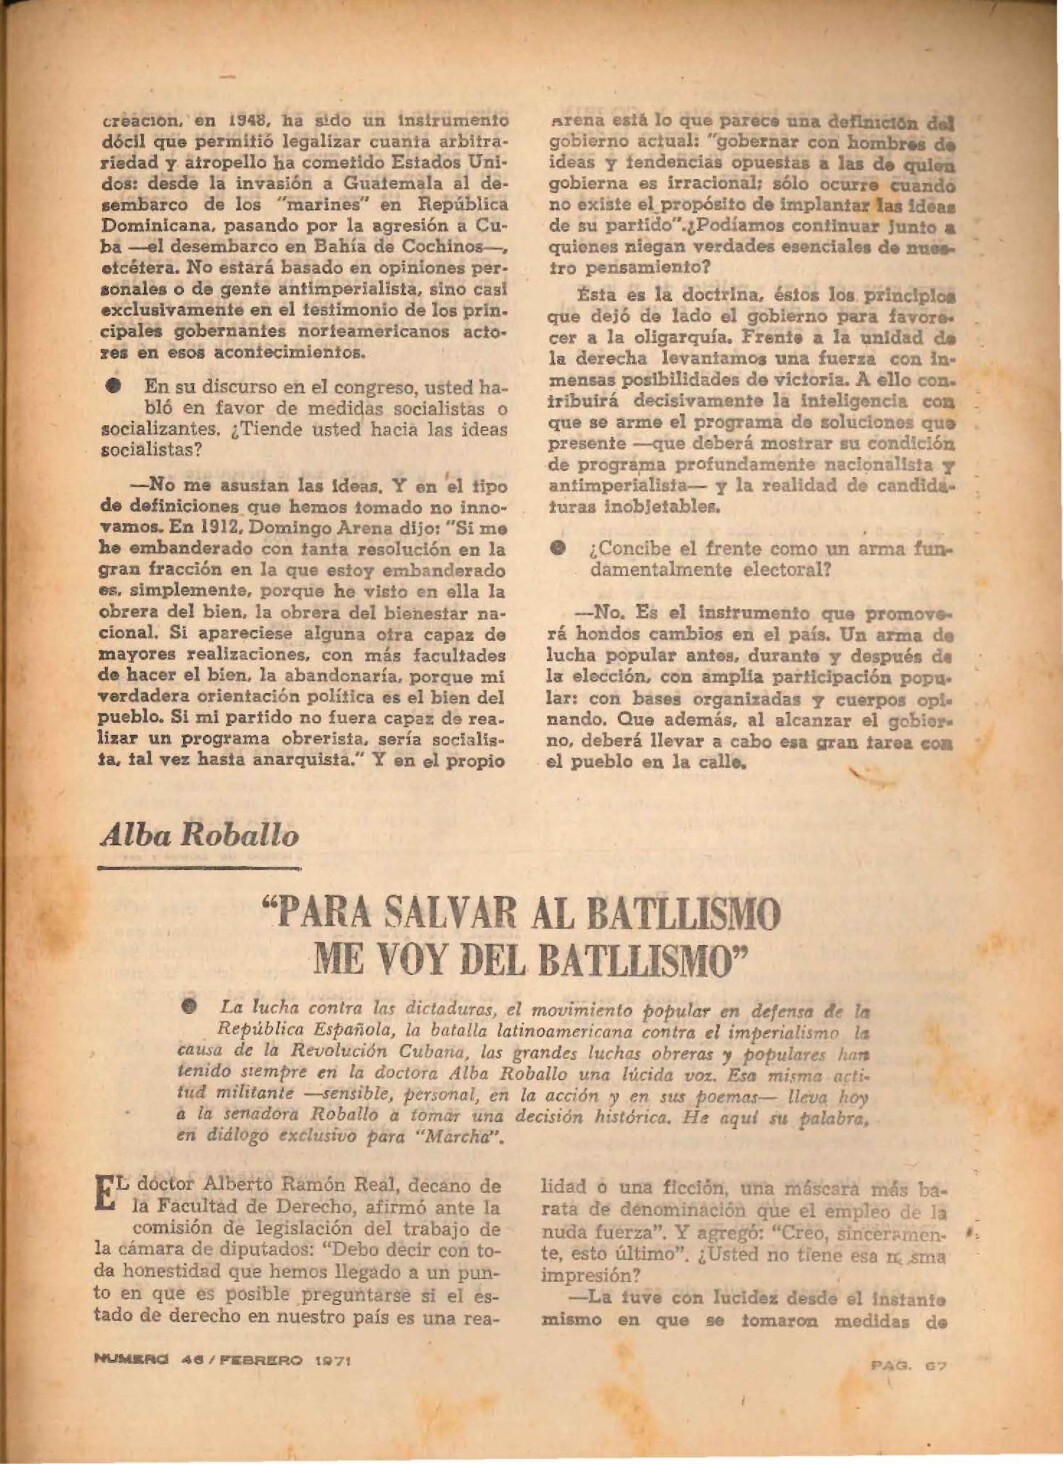 creación, en 1948, ha sido un instrumento
dócil que permitió legalizar cuanta arbitra-
riedad y atropello ha cometido Estados Uni-
dos: desde la invasión a Guatemala al de-
sembarco de los "marines" en República
Dominicana, pasando por la agresión a Cu-
ba —el desembarco en Bahía de Cochinos—,
etcétera. No estará basado en opiniones per-
sonales o de gente antimperialista, sino casi
exclusivamente en el testimonio de los prin-
cipales gobernantes norteamericanos acto-
res en esos acontecimientos.
● En su discurso en el congreso, usted ha-
bló en favor de medidas socialistas o
socializantes. ¿Tiende usted hacia las ideas
socialistas?
—No me asustan las ideas. Y en el tipo
de definiciones que hemos tomado no inno-
vamos. En 1912, Domingo Arena dijo: "Si me
he embanderado con tanta resolución en la
gran fracción en la que estoy embanderado
es, simplemente, porque he visto en ella la
obrera del bien, la obrera del bienestar na-
cional. Si apareciese alguna otra capaz de
mayores realizaciones, con más facultades
de hacer el bien, la abandonaría, porque mi
verdadera orientación política es el bien del
pueblo. Si mi partido no fuera capaz de rea-
lizar un programa obrerista, sería socialis-
ta, tal vez hasta anarquista." Y en el propio
Arena está lo que parece una definición del
gobierno actual: "gobernar con hombres de
ideas y tendencias opuestas a las de quien
gobierna es irracional; sólo ocurre cuando
no existe el propósito de implantar las ideas
de su partido".¿Podíamos continuar junto a
quienes niegan verdades esenciales de nues-
tro pensamiento?
Ésta es la doctrina, éstos los principios
que dejó de lado el gobierno para favore-
cer a la oligarquía. Frente a la unidad de
la derecha levantamos una fuerza con in-
mensas posibilidades de victoria. A ello con-
tribuirá decisivamente la inteligencia con
que se arme el programa de soluciones que
presente —que deberá mostrar su condición
de programa profundamente nacionalista y
antimperialista— y la realidad de candida-
turas inobjetables.
● ¿Concibe el frente como un arma fun-
damentalmente electoral?
—No. Es el instrumento que promove-
rá hondos cambios en el país. Un arma de
lucha popular antes, durante y después de
la elección, con amplia participación popu-
lar: con bases organizadas y cuerpos opi-
nando. Que además, al alcanzar el gobier-
no, deberá llevar a cabo esa gran tarea con
el pueblo en la calle.
Alba Roballo
"PARA SALVAR AL BATLLISMO
ME VOY DEL BATLLISMO"
● La lucha contra las dictaduras, el movimiento popular en defensa de la
República Española, la batalla latinoamericana contra el imperialismo la
causa de la Revolución Cubana, las grandes luchas obreras y populares han
tenido siempre en la doctora Alba Roballo una lúcida voz. Esa misma acti-
tud militante —sensible, personal, en la acción y en sus poemas— lleva hoy
a la senadora Roballo a tomar una decisión histórica. He aquí su palabra,
en diálogo exclusivo para "Marcha".
EL doctor Alberto Ramón Real, decano de
la Facultad de Derecho, afirmó ante la
comisión de legislación del trabajo de
la cámara de diputados: "Debo decir con to-
da honestidad que hemos llegado a un pun-
to en que es posible preguntarse si el es-
tado de derecho en nuestro país es una rea-
lidad o una ficción, una máscara más ba-
rata de denominación que el empleo de la
nuda fuerza". Y agregó: "Creo, sinceramen-
te, esto último". ¿Usted no tiene esa misma
impresión?
—La tuve con lucidez desde el instante
mismo en que se tomaron medidas de
NUMERO 46 / FEBRERO 1971
PAG. 67